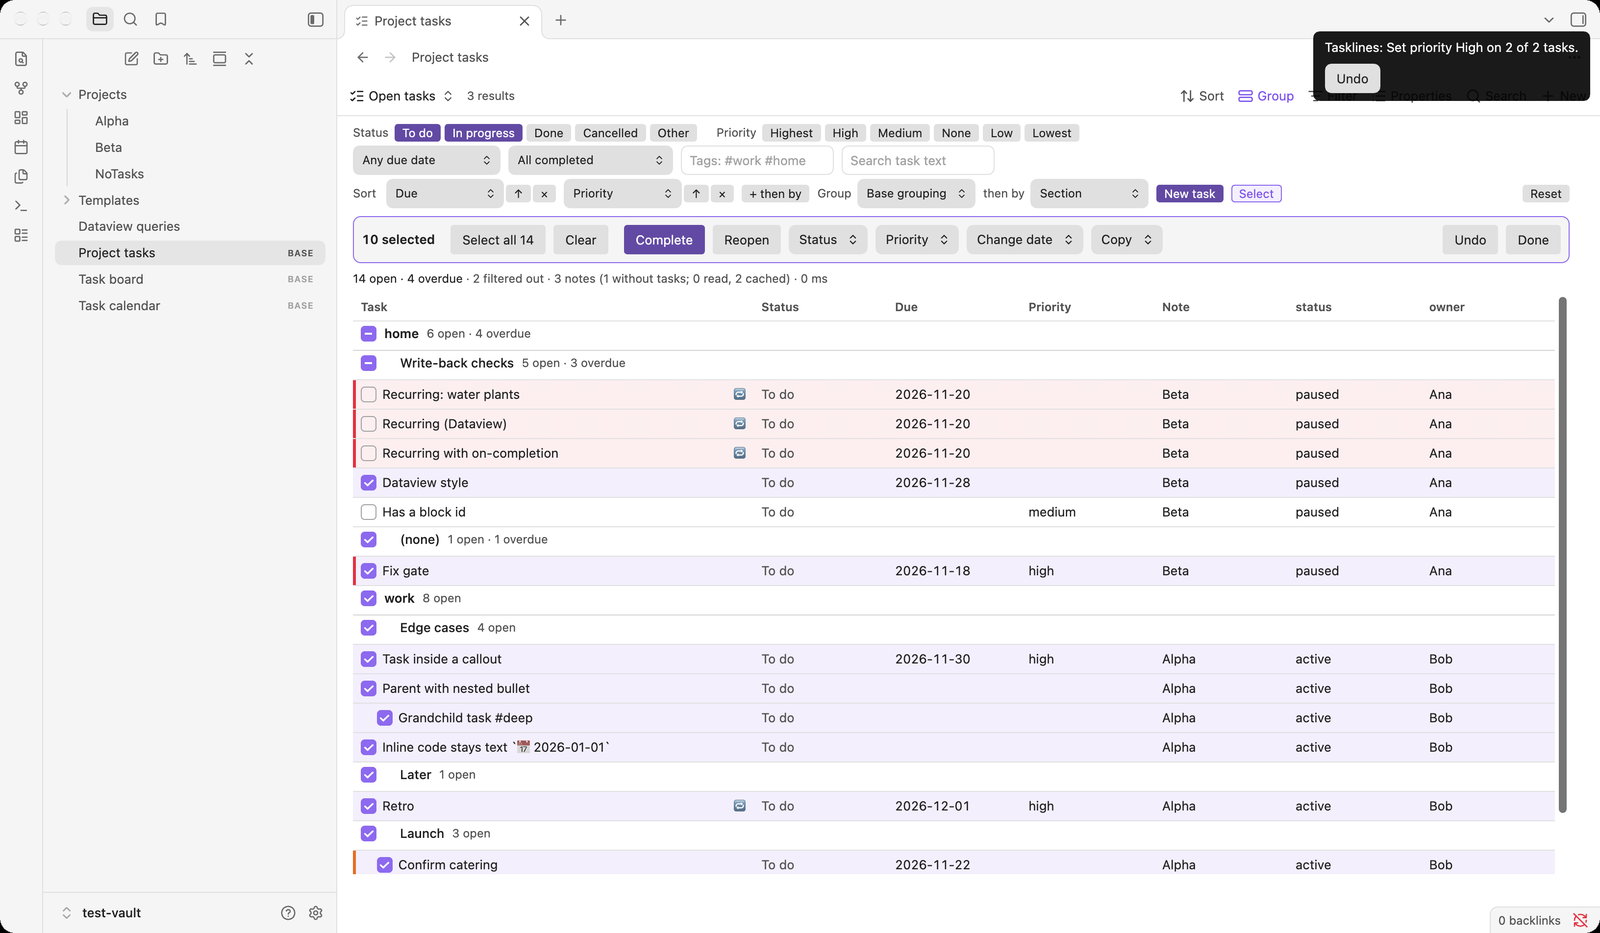 Project tasks
Tasklines: Set priority High on 2 of 2 tasks.
Undo
Project tasks
Projects
Alpha
Beta
NoTasks
Templates
Dataview queries
Project tasks BASE
Task board BASE
Task calendar BASE
test-vault
Open tasks 3 results Sort Group Filter Properties Search New
Status To do In progress Done Cancelled Other Priority Highest High Medium None Low Lowest
Any due date All completed Tags: #work #home Search task text
Sort Due ↑ × Priority ↑ × + then by Group Base grouping then by Section New task Select Reset
10 selected Select all 14 Clear Complete Reopen Status Priority Change date Copy Undo Done
14 open · 4 overdue · 2 filtered out · 3 notes (1 without tasks; 0 read, 2 cached) · 0 ms
Task Status Due Priority Note status owner
home 6 open · 4 overdue
Write-back checks 5 open · 3 overdue
Recurring: water plants To do 2026-11-20 Beta paused Ana
Recurring (Dataview) To do 2026-11-20 Beta paused Ana
Recurring with on-completion To do 2026-11-20 Beta paused Ana
Dataview style To do 2026-11-28 Beta paused Ana
Has a block id To do medium Beta paused Ana
(none) 1 open · 1 overdue
Fix gate To do 2026-11-18 high Beta paused Ana
work 8 open
Edge cases 4 open
Task inside a callout To do 2026-11-30 high Alpha active Bob
Parent with nested bullet To do Alpha active Bob
Grandchild task #deep To do Alpha active Bob
Inline code stays text `📅 2026-01-01` To do Alpha active Bob
Later 1 open
Retro To do 2026-12-01 high Alpha active Bob
Launch 3 open
Confirm catering To do 2026-11-22 Alpha active Bob
0 backlinks